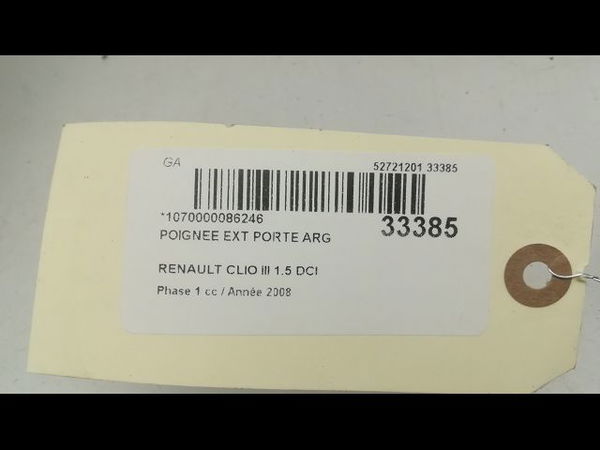 GA
52721201 33385
*1070000086246
33385
POIGNEE EXT PORTE ARG
RENAULT CLIO III 1.5 DCI
Phase 1 cc / Année 2008